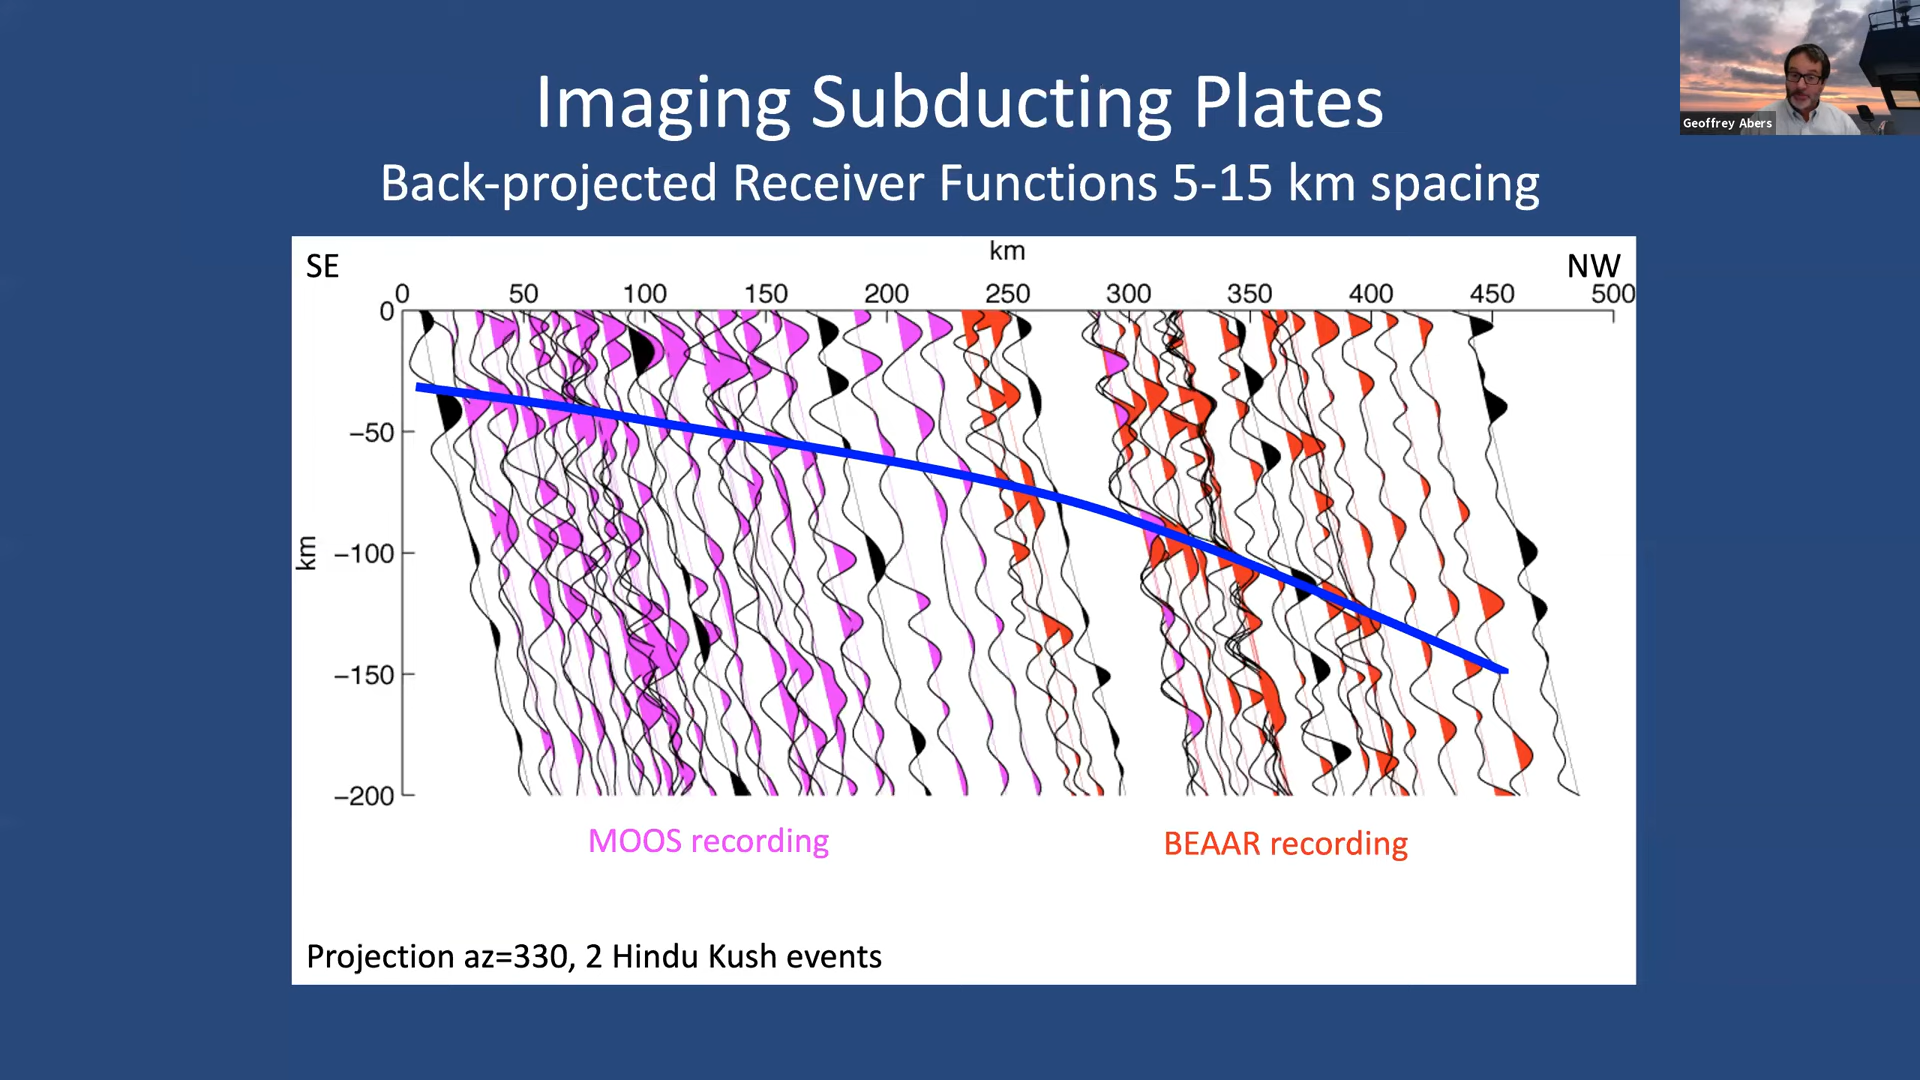 Imaging Subducting Plates
Geoffrey Abers
Back-projected Receiver Functions 5-15 km spacing
SE
km
NW
0 50 100 150 200 250 300 350 400 450 500
0
−50
−100
−150
−200
km
MOOS recording
BEAAR recording
Projection az=330, 2 Hindu Kush events